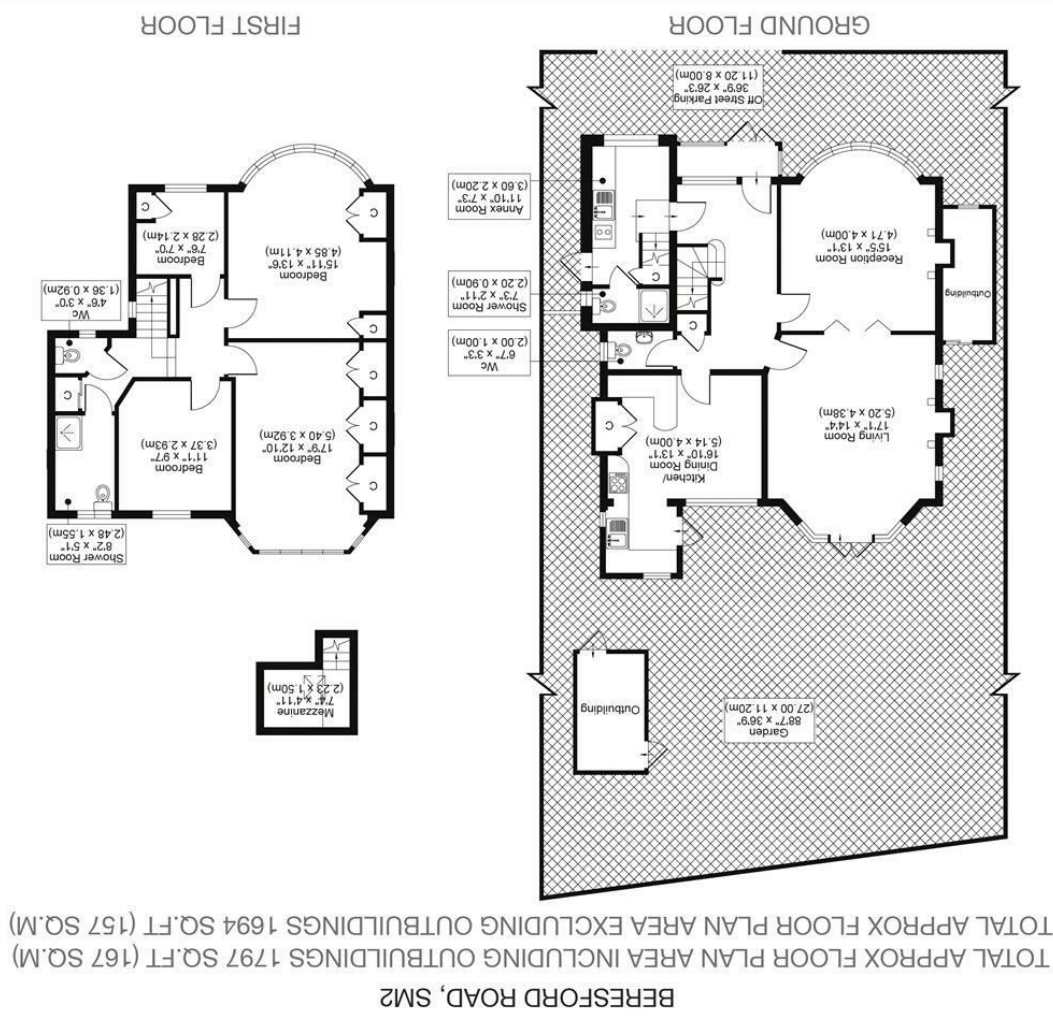 BERESFORD ROAD, SM2
TOTAL APPROX FLOOR PLAN AREA INCLUDING OUTBUILDINGS 1797 SQ.FT (167 SQ.M)
TOTAL APPROX FLOOR PLAN AREA EXCLUDING OUTBUILDINGS 1694 SQ.FT (157 SQ.M)
Garden
88'7" x 36'9"
(27.00 x 11.20m)
Outbuilding
Living Room
17'1" x 14'4"
(5.20 x 4.38m)
Kitchen/
Dining Room
16'10" x 13'1"
(5.14 x 4.00m)
C
Wc
6'7" x 3'3"
(2.00 x 1.00m)
C
Outbuilding
Reception Room
15'5" x 13'1"
(4.71 x 4.00m)
C
Shower Room
7'3" x 2'11"
(2.20 x 0.90m)
Annex Room
11'10" x 7'3"
(3.60 x 2.20m)
Off Street Parking
36'9" x 26'3"
(11.20 x 8.00m)
GROUND FLOOR
Mezzanine
7'4" x 4'11"
(2.23 x 1.50m)
Shower Room
8'2" x 5'1"
(2.48 x 1.55m)
C
Bedroom
17'9" x 12'10"
(5.40 x 3.92m)
Bedroom
11'1" x 9'7"
(3.37 x 2.93m)
C
C
C
C
Wc
4'6" x 3'0"
(1.36 x 0.92m)
Bedroom
15'11" x 13'6"
(4.85 x 4.11m)
Bedroom
7'6" x 7'0"
(2.28 x 2.14m)
C
C
FIRST FLOOR